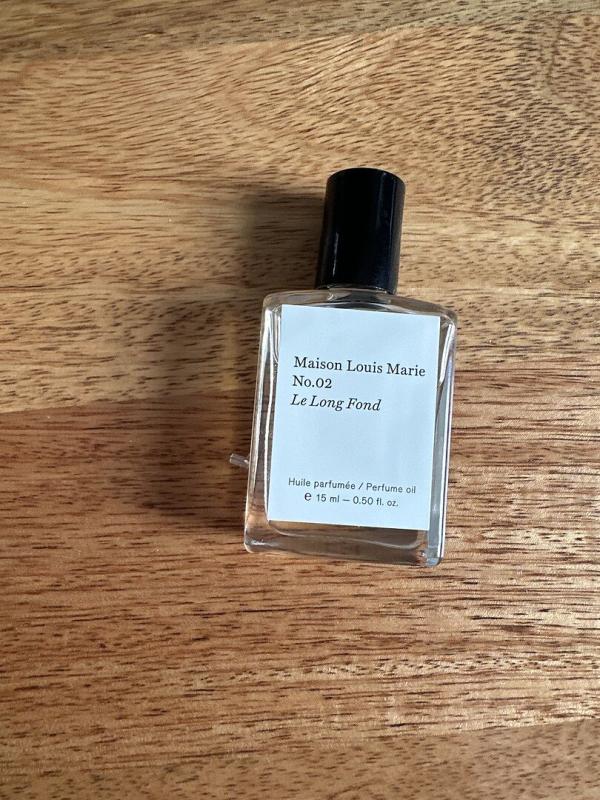 Maison Louis Marie
No.02
Le Long Fond
Huile parfumée / Perfume oil
℮ 15 ml – 0.50 fl. oz.